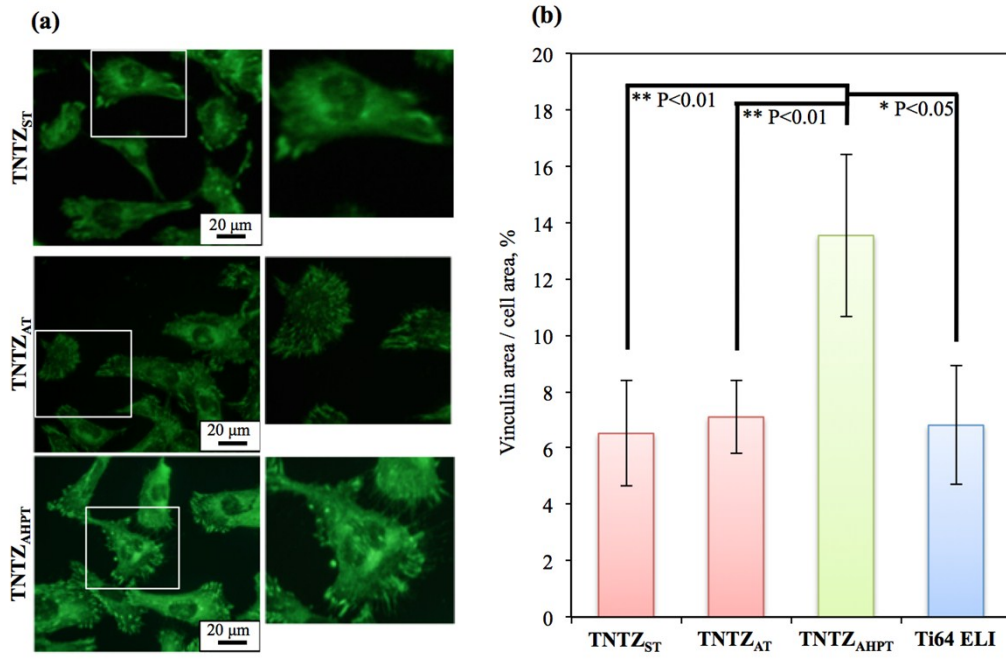 (a)
TNTZST
20 μm
TNTZAT
20 μm
TNTZAHPT
20 μm
(b)
Vinculin area / cell area, %
20
18
16
14
12
10
8
6
4
2
0
** P<0.01
** P<0.01
* P<0.05
TNTZST
TNTZAT
TNTZAHPT
Ti64 ELI